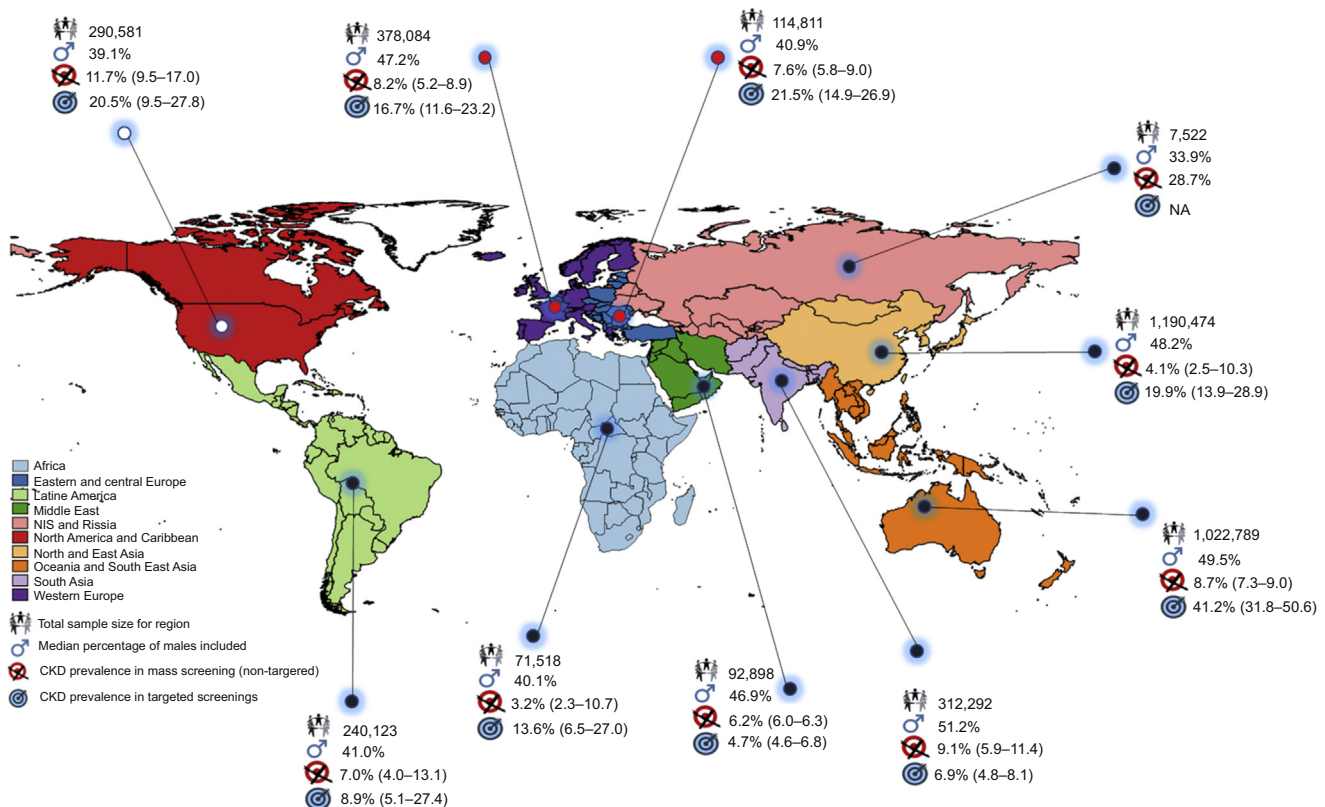 290,581
39.1%
11.7% (9.5–17.0)
20.5% (9.5–27.8)
378,084
47.2%
8.2% (5.2–8.9)
16.7% (11.6–23.2)
114,811
40.9%
7.6% (5.8–9.0)
21.5% (14.9–26.9)
7,522
33.9%
28.7%
NA
1,190,474
48.2%
4.1% (2.5–10.3)
19.9% (13.9–28.9)
1,022,789
49.5%
8.7% (7.3–9.0)
41.2% (31.8–50.6)
Africa
Eastern and central Europe
Latine America
Middle East
NIS and Rissia
North America and Caribbean
North and East Asia
Oceania and South East Asia
South Asia
Western Europe
Total sample size for region
Median percentage of males included
CKD prevalence in mass screening (non-targered)
CKD prevalence in targeted screenings
240,123
41.0%
7.0% (4.0–13.1)
8.9% (5.1–27.4)
71,518
40.1%
3.2% (2.3–10.7)
13.6% (6.5–27.0)
92,898
46.9%
6.2% (6.0–6.3)
4.7% (4.6–6.8)
312,292
51.2%
9.1% (5.9–11.4)
6.9% (4.8–8.1)